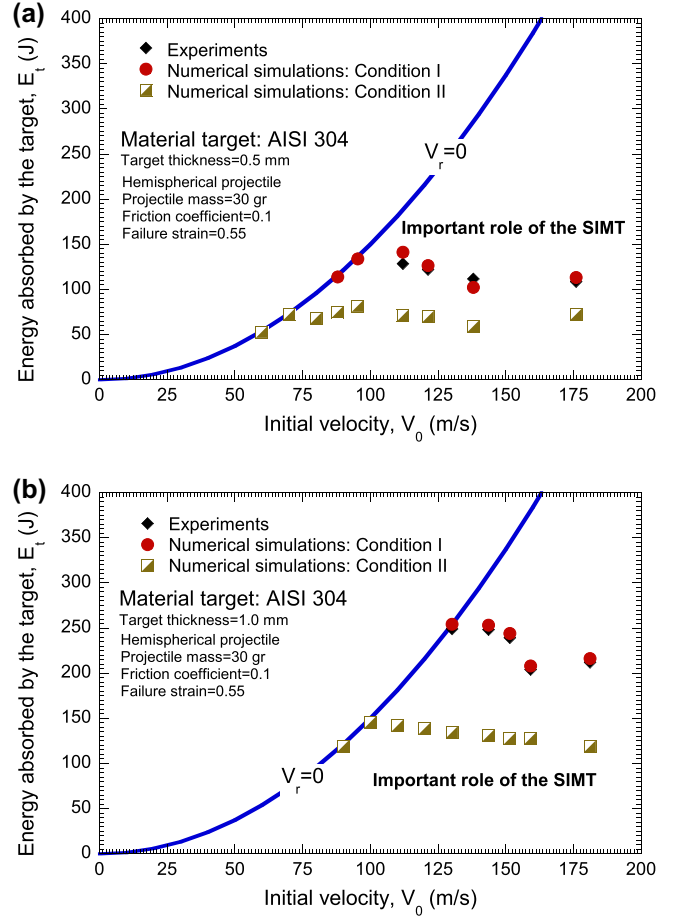 (a)
400
350
300
250
200
150
100
50
0
Energy absorbed by the target, E_t (J)
Experiments
Numerical simulations: Condition I
Numerical simulations: Condition II
Material target: AISI 304
Target thickness=0.5 mm
Hemispherical projectile
Projectile mass=30 gr
Friction coefficient=0.1
Failure strain=0.55
V_r=0
Important role of the SIMT
0 25 50 75 100 125 150 175 200
Initial velocity, V_0 (m/s)
(b)
400
350
300
250
200
150
100
50
0
Energy absorbed by the target, E_t (J)
Experiments
Numerical simulations: Condition I
Numerical simulations: Condition II
Material target: AISI 304
Target thickness=1.0 mm
Hemispherical projectile
Projectile mass=30 gr
Friction coefficient=0.1
Failure strain=0.55
V_r=0
Important role of the SIMT
0 25 50 75 100 125 150 175 200
Initial velocity, V_0 (m/s)